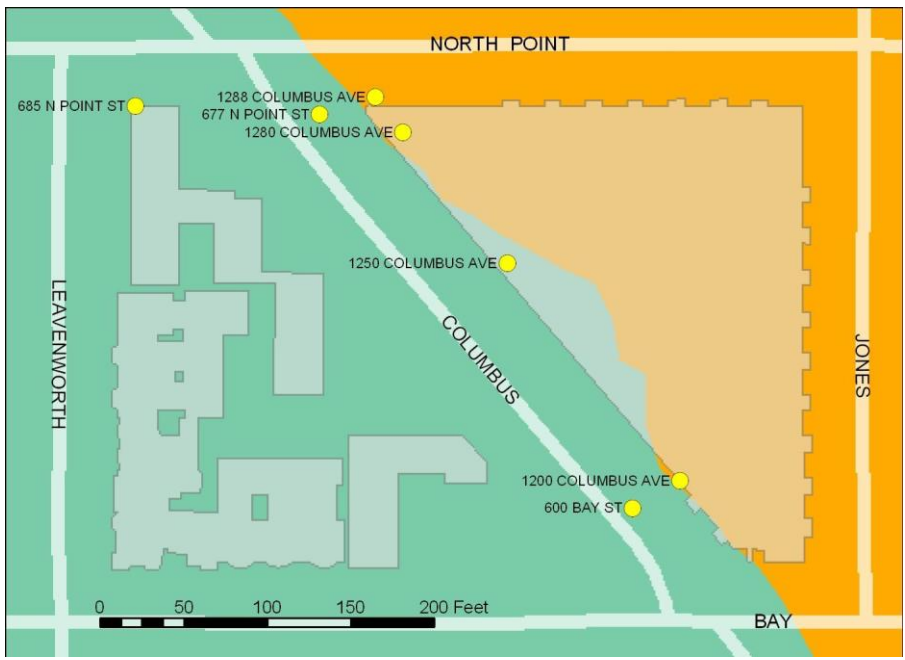 NORTH POINT
1288 COLUMBUS AVE
685 N POINT ST
677 N POINT ST
1280 COLUMBUS AVE
1250 COLUMBUS AVE
LEAVENWORTH
COLUMBUS
JONES
1200 COLUMBUS AVE
600 BAY ST
0 50 100 150 200 Feet
BAY